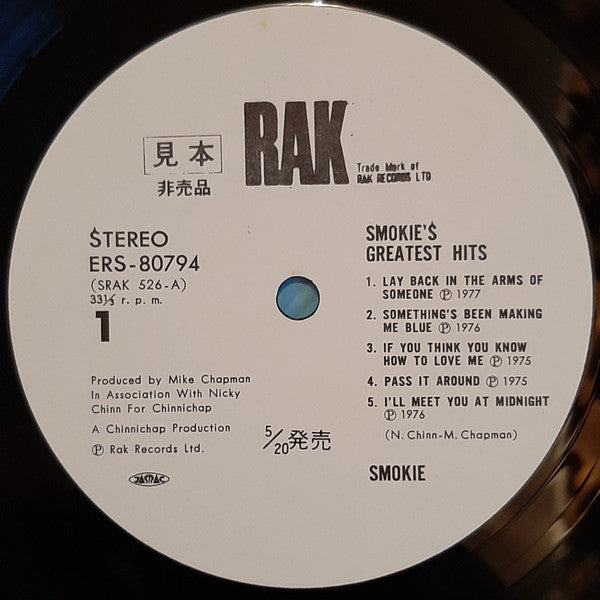 RAK
Trade Mark of
RAK RECORDS LTD
見本
非売品
STEREO
ERS-80794
(SRAK 526-A)
33⅓ r. p. m.
1
SMOKIE'S
GREATEST HITS
1. LAY BACK IN THE ARMS OF
SOMEONE Ⓟ 1977
2. SOMETHING'S BEEN MAKING
ME BLUE Ⓟ 1976
3. IF YOU THINK YOU KNOW
HOW TO LOVE ME Ⓟ 1975
4. PASS IT AROUND Ⓟ 1975
5. I'LL MEET YOU AT MIDNIGHT
Ⓟ 1976
(N. Chinn-M. Chapman)
Produced by Mike Chapman
In Association With Nicky
Chinn For Chinnichap
A Chinnichap Production
Ⓟ Rak Records Ltd.
5/20発売
JASRAC
SMOKIE